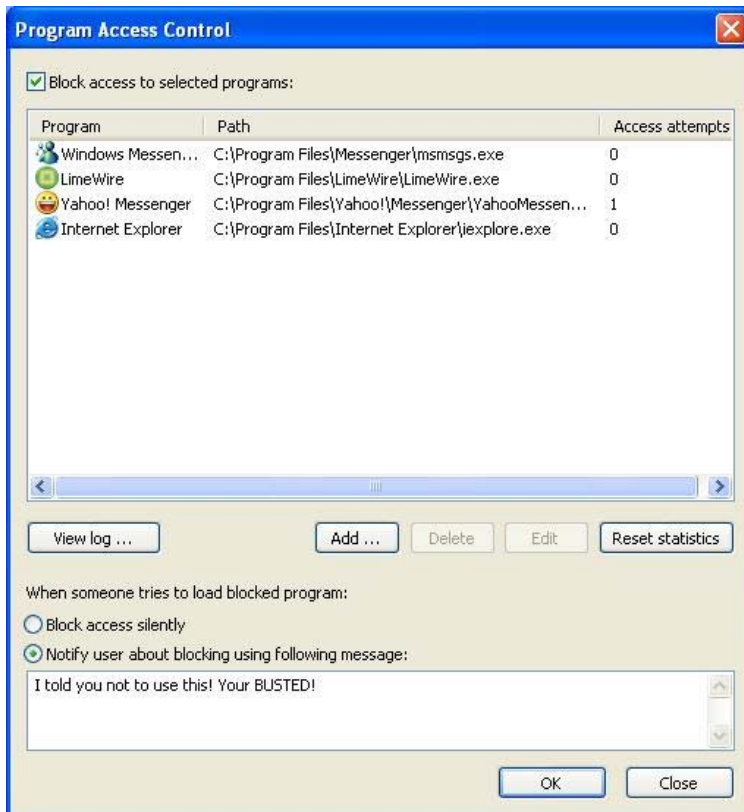 Program Access Control
Block access to selected programs:
Program Path Access attempts
Windows Messen... C:\Program Files\Messenger\msmsgs.exe 0
LimeWire C:\Program Files\LimeWire\LimeWire.exe 0
Yahoo! Messenger C:\Program Files\Yahoo!\Messenger\YahooMessen... 1
Internet Explorer C:\Program Files\Internet Explorer\iexplore.exe 0
View log ... Add ... Delete Edit Reset statistics
When someone tries to load blocked program:
Block access silently
Notify user about blocking using following message:
I told you not to use this! Your BUSTED!
OK Close